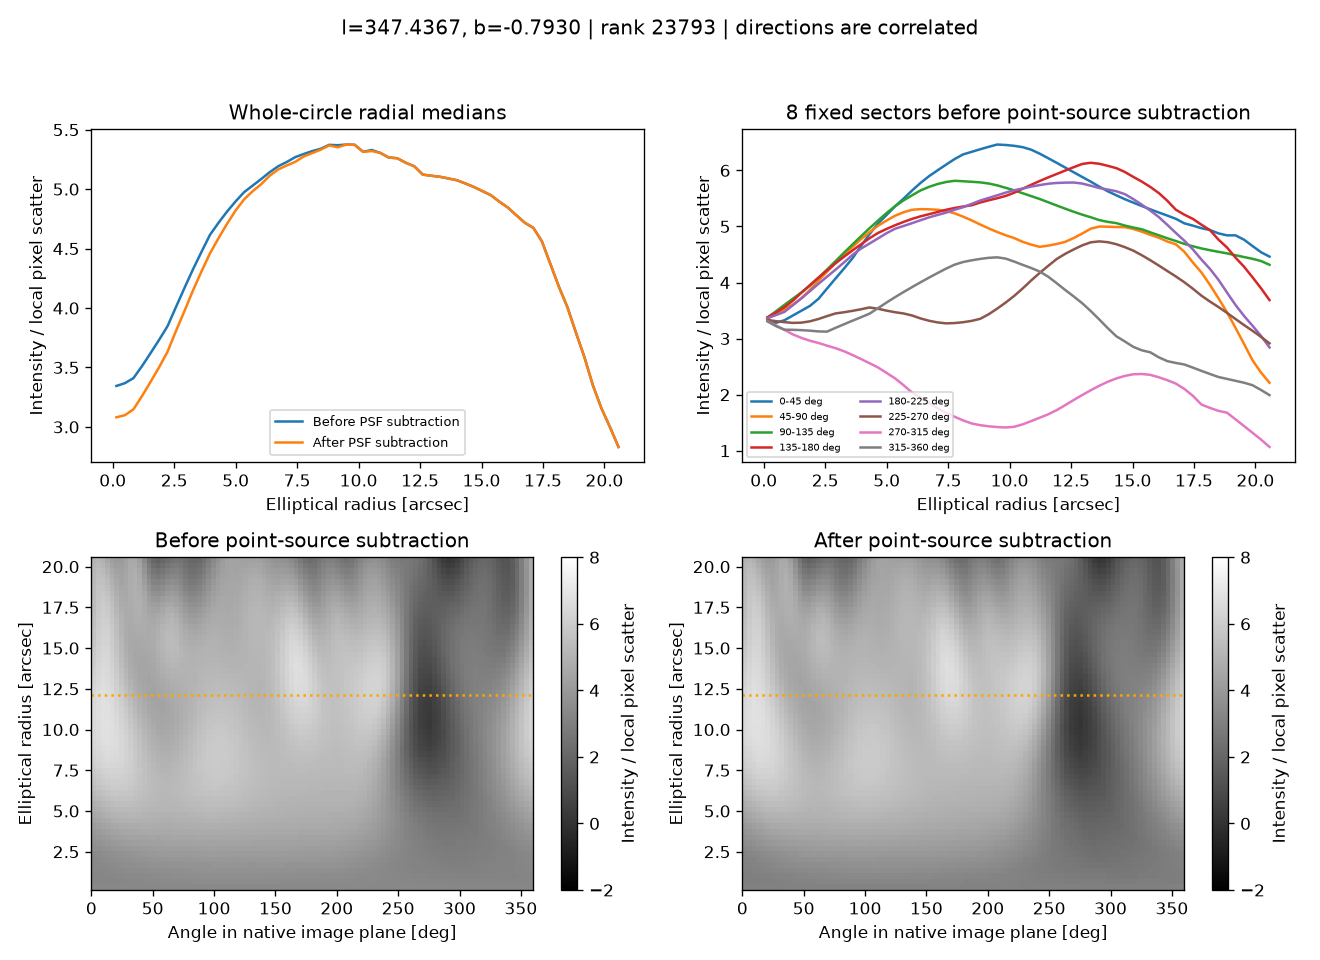 l=347.4367, b=-0.7930 | rank 23793 | directions are correlated
Whole-circle radial medians
5.5
5.0
4.5
4.0
3.5
3.0
Intensity / local pixel scatter
Before PSF subtraction
After PSF subtraction
0.0 2.5 5.0 7.5 10.0 12.5 15.0 17.5 20.0
Elliptical radius [arcsec]
8 fixed sectors before point-source subtraction
6
5
4
3
2
1
Intensity / local pixel scatter
0-45 deg
45-90 deg
90-135 deg
135-180 deg
180-225 deg
225-270 deg
270-315 deg
315-360 deg
0.0 2.5 5.0 7.5 10.0 12.5 15.0 17.5 20.0
Elliptical radius [arcsec]
Before point-source subtraction
20.0
17.5
15.0
12.5
10.0
7.5
5.0
2.5
Elliptical radius [arcsec]
0 50 100 150 200 250 300 350
Angle in native image plane [deg]
8
6
4
2
0
−2
Intensity / local pixel scatter
After point-source subtraction
20.0
17.5
15.0
12.5
10.0
7.5
5.0
2.5
Elliptical radius [arcsec]
0 50 100 150 200 250 300 350
Angle in native image plane [deg]
8
6
4
2
0
−2
Intensity / local pixel scatter